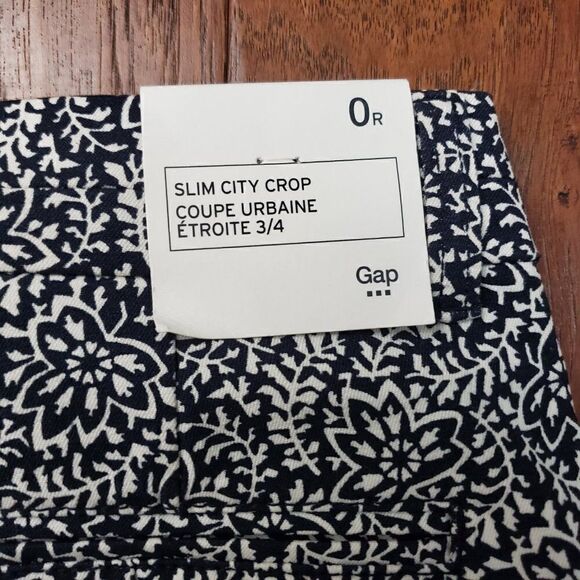 0R
SLIM CITY CROP
COUPE URBAINE
ÉTROITE 3/4
Gap